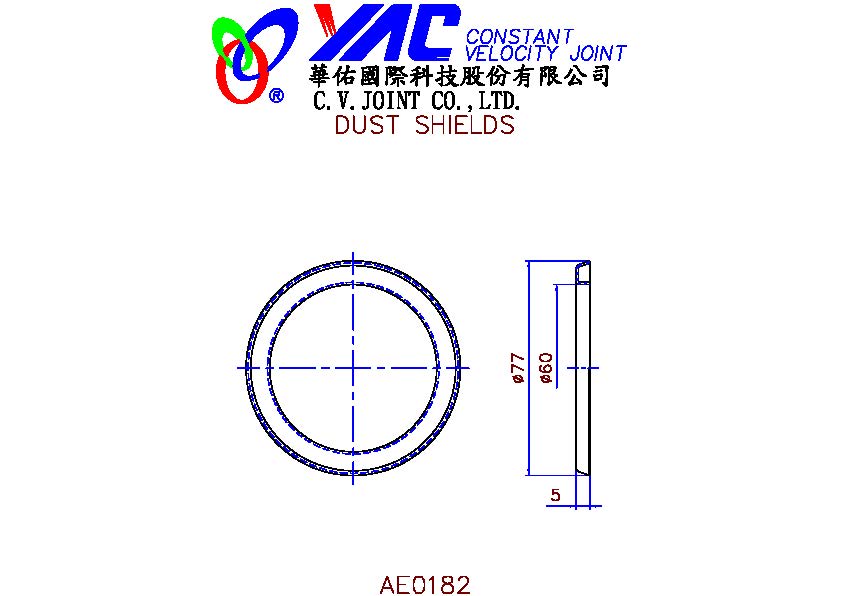 YAC CONSTANT
VELOCITY JOINT
華佑國際科技股份有限公司
®
C.V.JOINT CO.,LTD.
DUST SHIELDS
ø77
ø60
5
AE0182